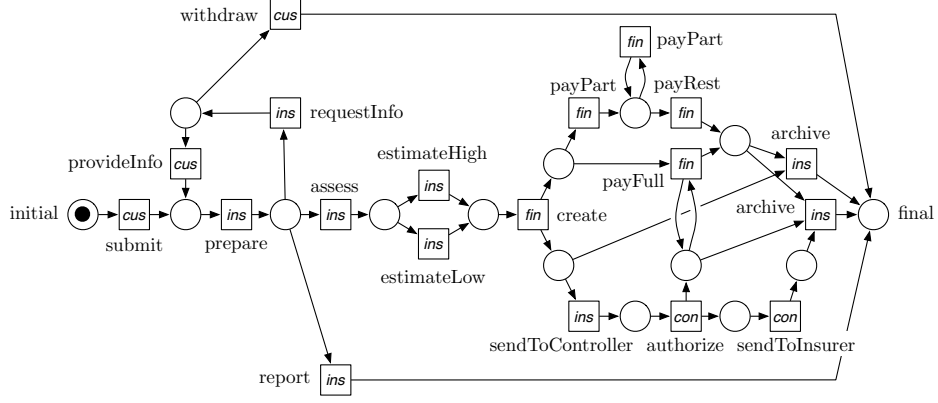 withdraw cus
fin payPart
payPart payRest
fin fin
ins requestInfo
archive
provideInfo cus
estimateHigh
payFull fin ins
assess ins
initial cus ins ins fin create archive ins final
submit prepare
ins
estimateLow
ins con con
sendToController authorize sendToInsurer
report ins